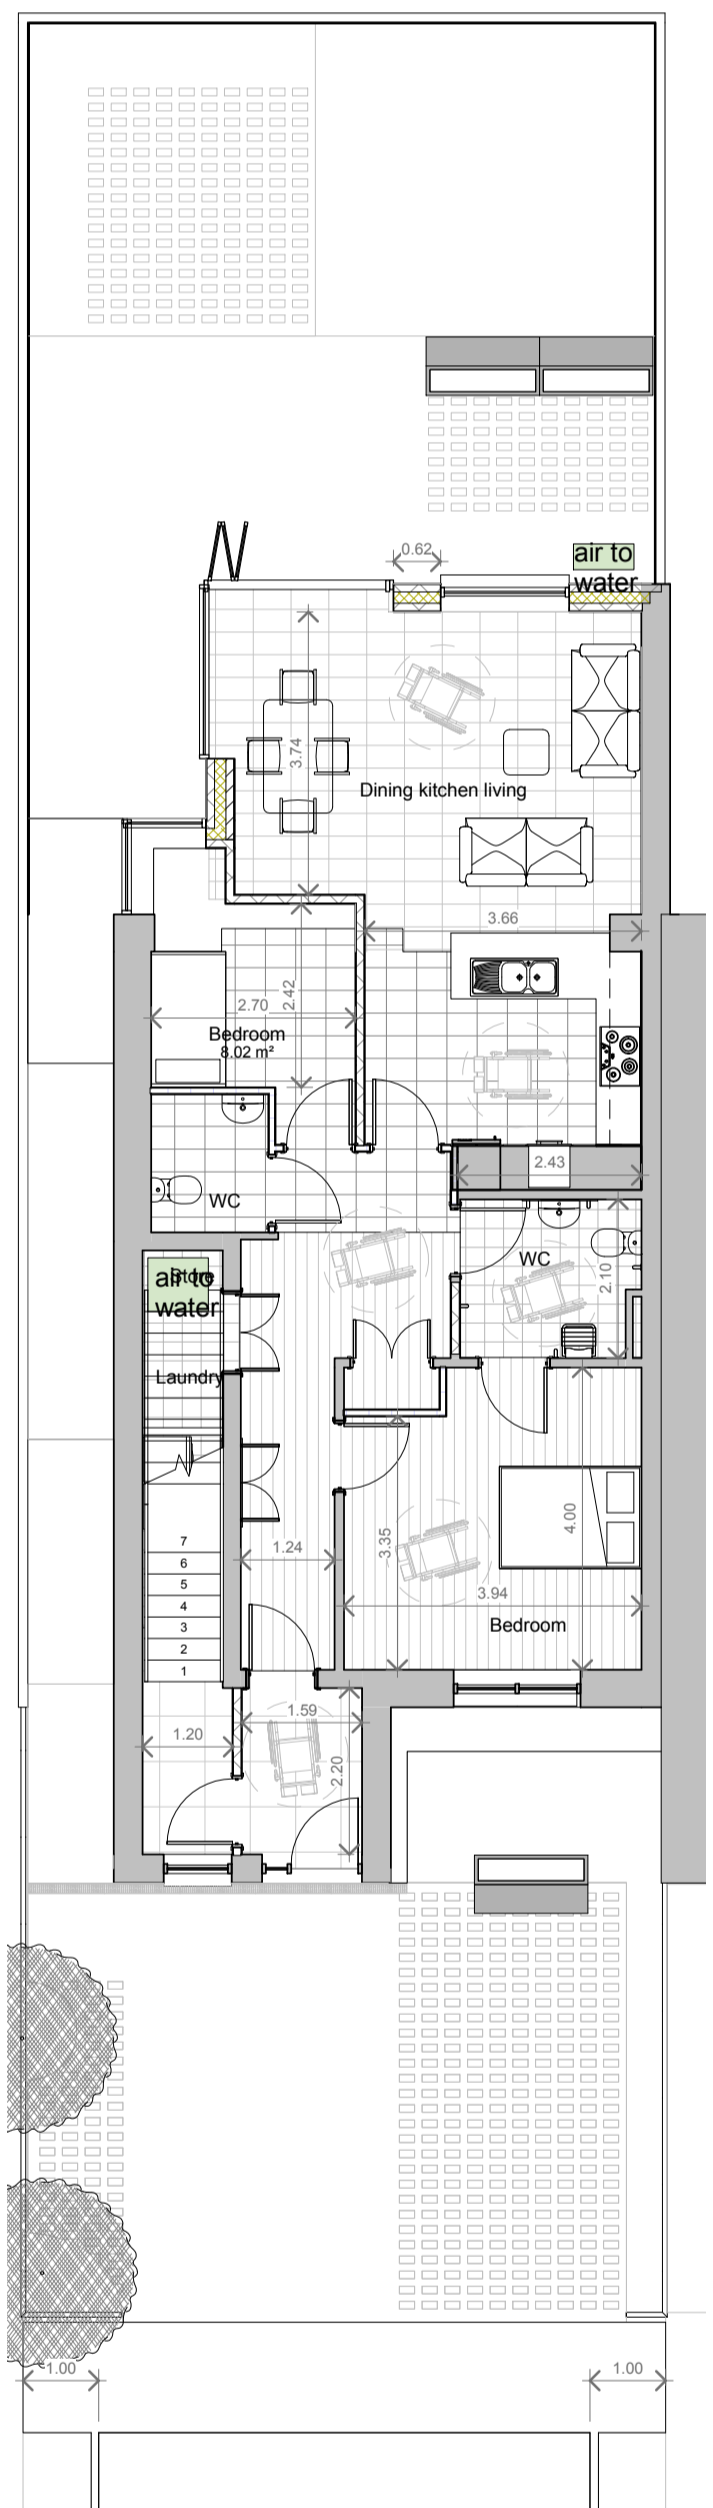 0.62
air to
water
3.74
Dining kitchen living
3.66
2.42
2.70
Bedroom
8.02 m²
2.43
WC
WC
2.10
Store
air to
water
Laundry
4.00
3.35
1.24
3.94
Bedroom
7
6
5
4
3
2
1
1.59
1.20
2.20
1.00
1.00